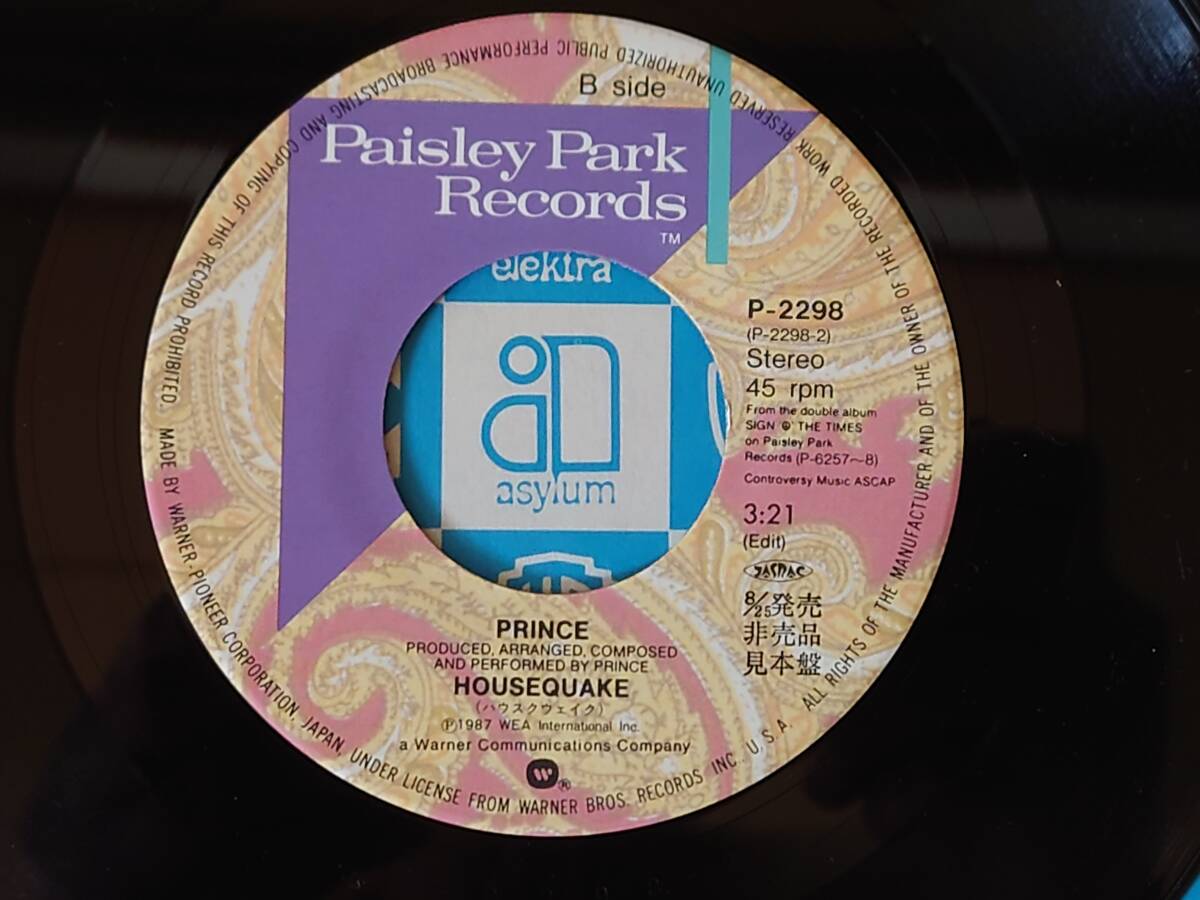 B side
Paisley Park
Records
TM
elektra
asylum
P-2298
(P-2298-2)
Stereo
45 rpm
From the double album
SIGN ☮ THE TIMES
on Paisley Park
Records (P-6257~8)
Controversy Music ASCAP
3:21
(Edit)
JASRAC
8/25発売
非売品
見本盤
PRINCE
PRODUCED, ARRANGED, COMPOSED
AND PERFORMED BY PRINCE
HOUSEQUAKE
(ハウスクウェイク)
Ⓟ1987 WEA International Inc.
a Warner Communications Company
®
MADE BY WARNER-PIONEER CORPORATION, JAPAN, UNDER LICENSE FROM WARNER BROS. RECORDS INC., U.S.A. ALL RIGHTS OF THE MANUFACTURER AND OF THE OWNER OF THE RECORDED WORK RESERVED UNAUTHORIZED PUBLIC PERFORMANCE BROADCASTING AND COPYING OF THIS RECORD PROHIBITED.